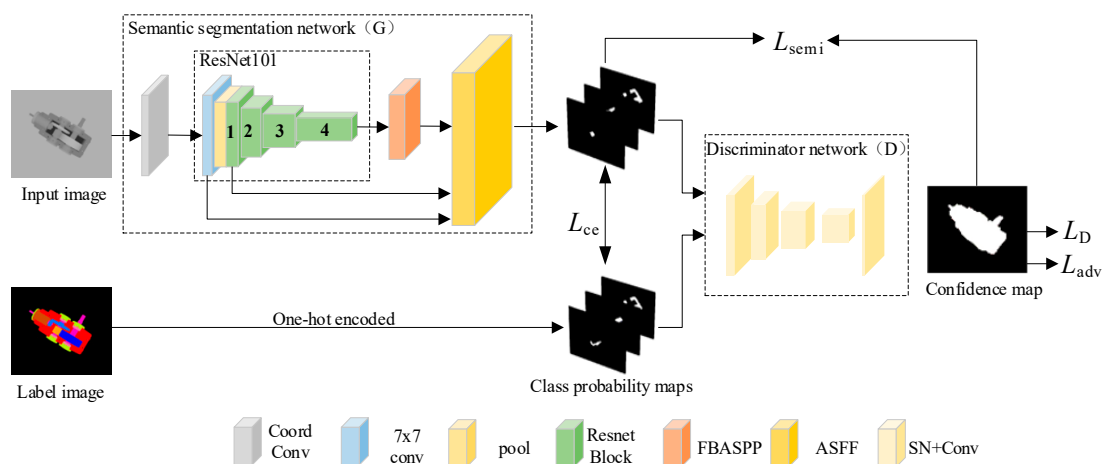 Semantic segmentation network（G）
ResNet101
1
2
3
4
Input image
L_semi
L_ce
Discriminator network（D）
L_D
L_adv
Confidence map
One-hot encoded
Label image
Class probability maps
Coord
Conv
7x7
conv
pool
Resnet
Block
FBASPP
ASFF
SN+Conv